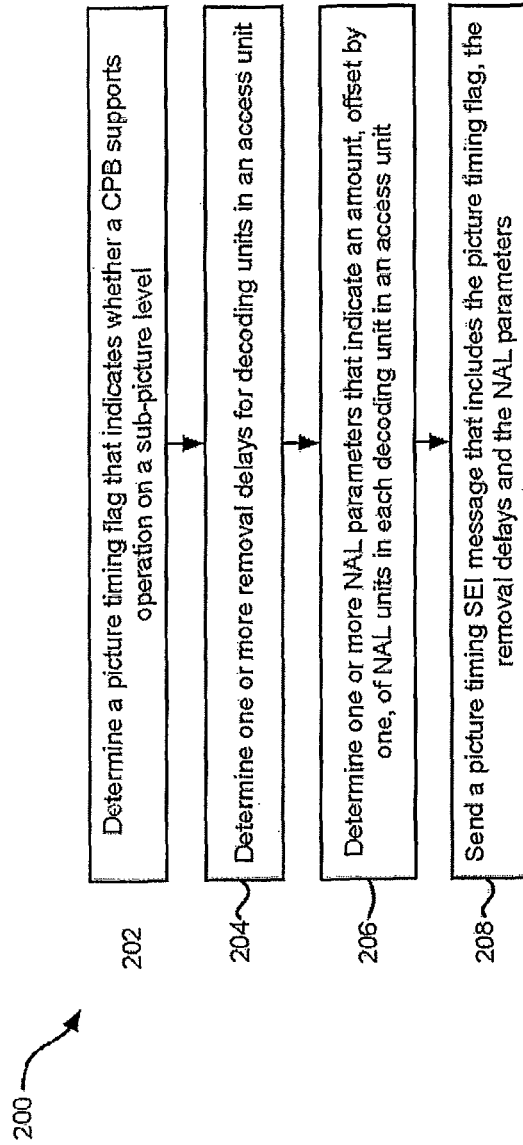 200
202
Determine a picture timing flag that indicates whether a CPB supports
operation on a sub-picture level
204
Determine one or more removal delays for decoding units in an access unit
206
Determine one or more NAL parameters that indicate an amount, offset by
one, of NAL units in each decoding unit in an access unit
208
Send a picture timing SEI message that includes the picture timing flag, the
removal delays and the NAL parameters